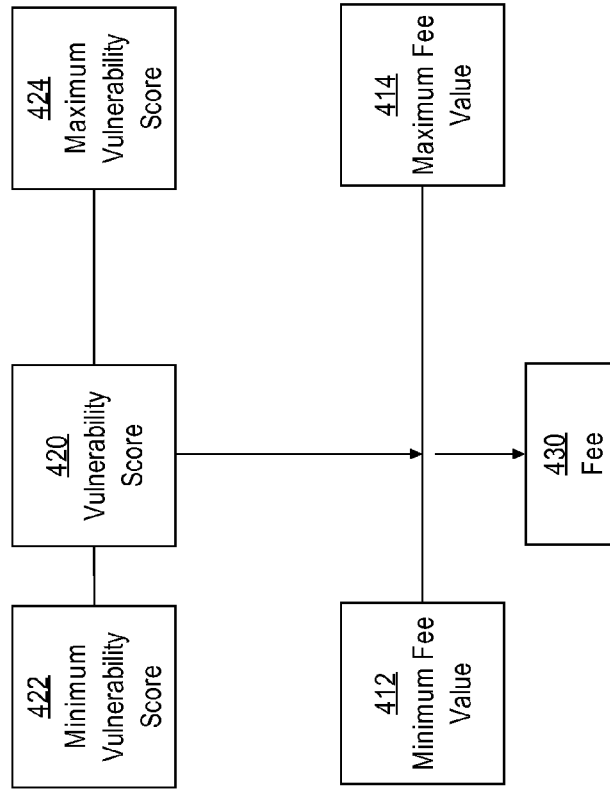 422
Minimum
Vulnerability
Score
420
Vulnerability
Score
424
Maximum
Vulnerability
Score
412
Minimum Fee
Value
414
Maximum Fee
Value
430
Fee